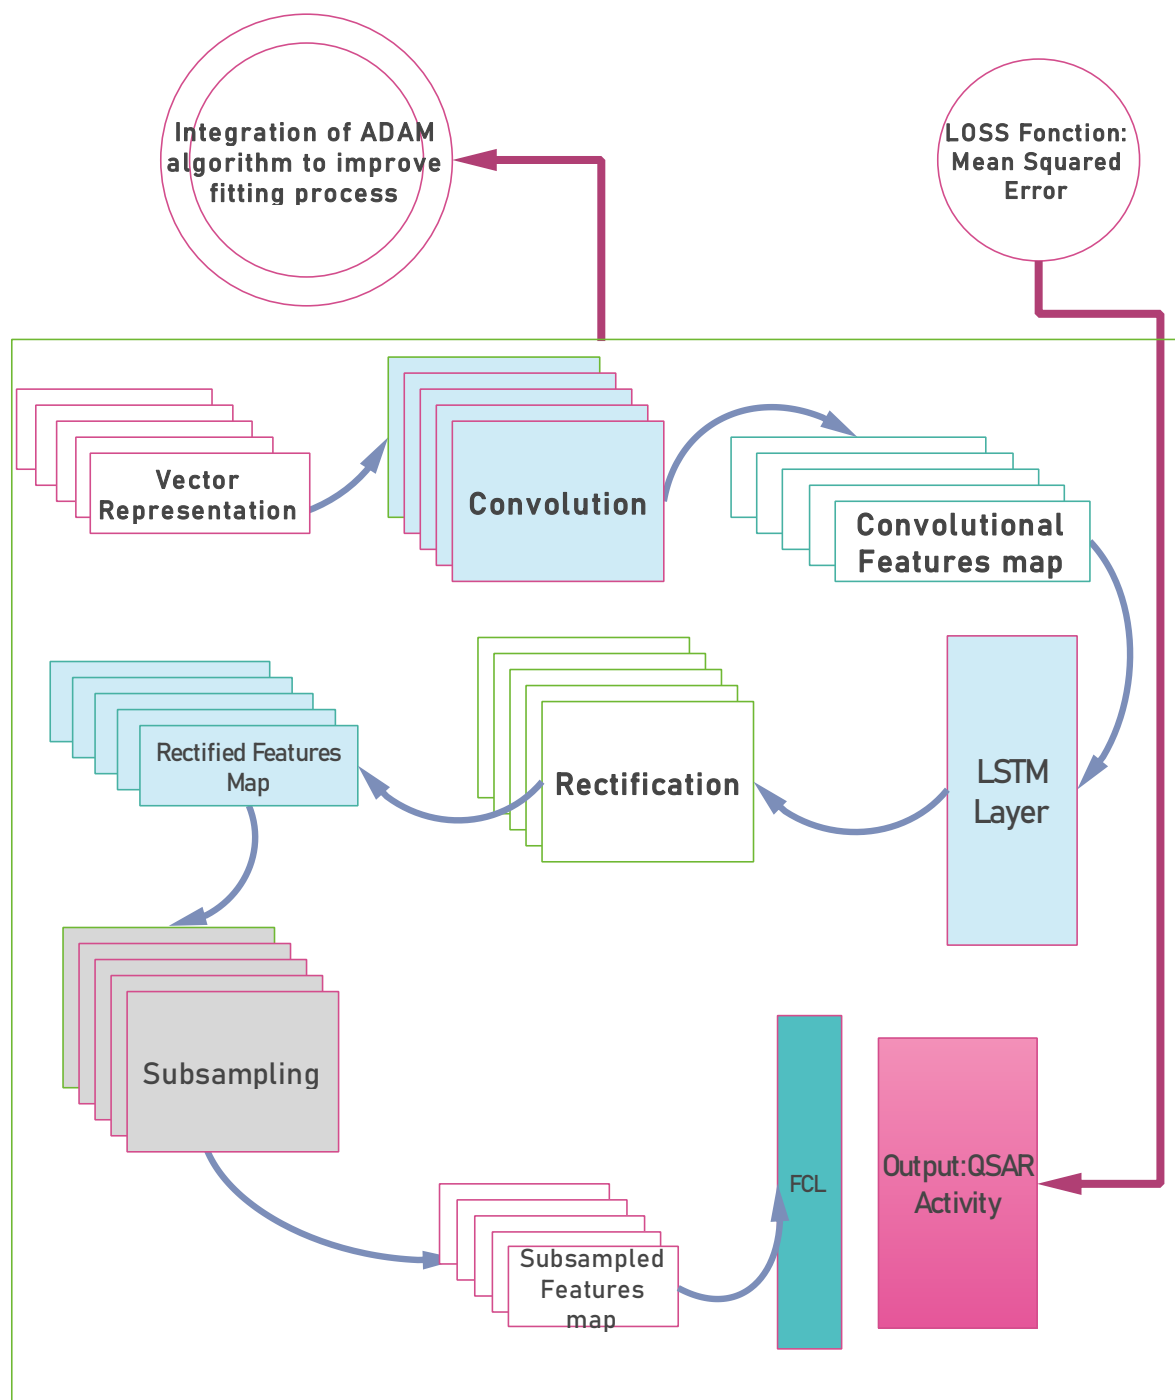 Integration of ADAM
algorithm to improve
fitting process
LOSS Fonction:
Mean Squared
Error
Vector
Representation
Convolution
Convolutional
Features map
LSTM
Layer
Rectification
Rectified Features
Map
Subsampling
Subsampled
Features
map
FCL
Output:QSAR
Activity